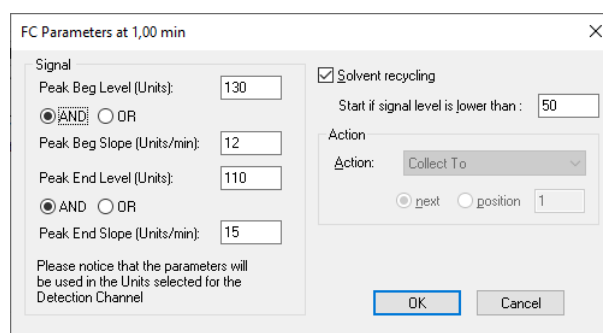 FC Parameters at 1,00 min
Signal
Peak Beg Level (Units): 130
AND OR
Peak Beg Slope (Units/min): 12
Peak End Level (Units): 110
AND OR
Peak End Slope (Units/min): 15
Please notice that the parameters will
be used in the Units selected for the
Detection Channel
Solvent recycling
Start if signal level is lower than : 50
Action
Action: Collect To
next position 1
OK Cancel